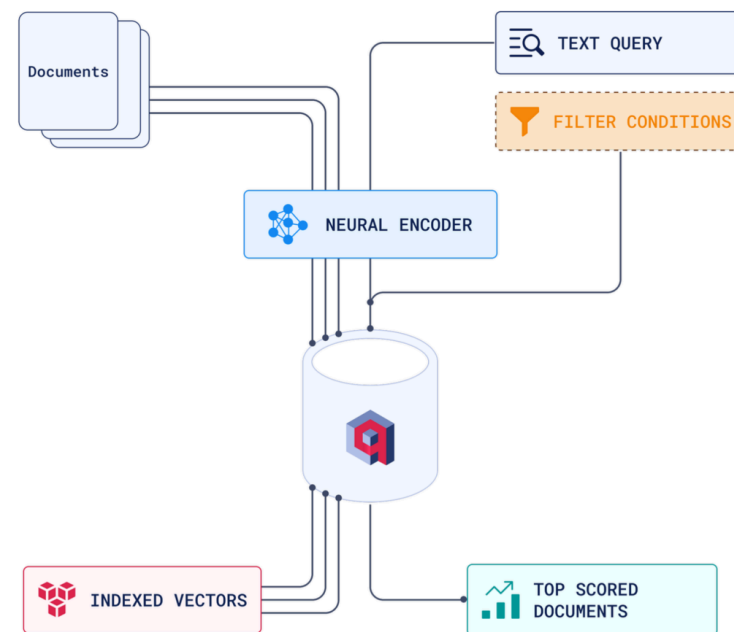 Documents
TEXT QUERY
FILTER CONDITIONS
NEURAL ENCODER
INDEXED VECTORS
TOP SCORED
DOCUMENTS